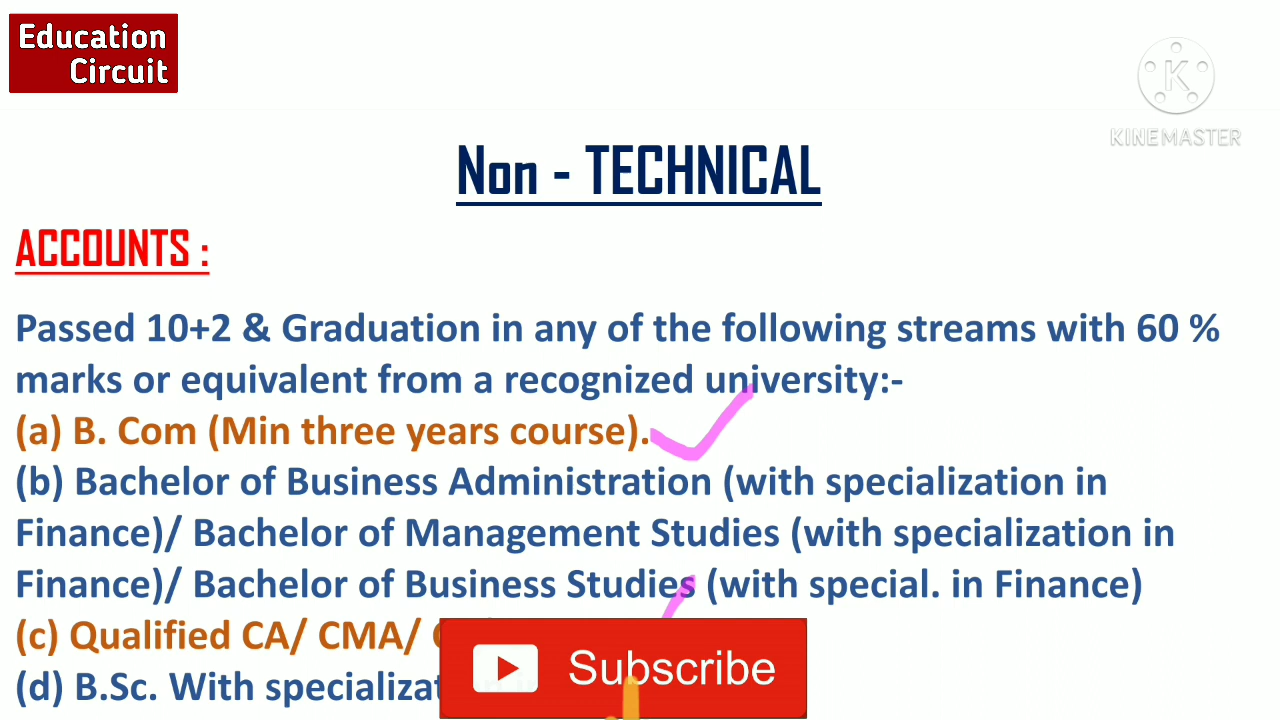 Education
Circuit
K
KINEMASTER
Non - TECHNICAL
ACCOUNTS :
Passed 10+2 & Graduation in any of the following streams with 60 %
marks or equivalent from a recognized university:-
(a) B. Com (Min three years course).
(b) Bachelor of Business Administration (with specialization in
Finance)/ Bachelor of Management Studies (with specialization in
Finance)/ Bachelor of Business Studies (with special. in Finance)
(c) Qualified CA/ CMA/
(d) B.Sc. With
Subscribe